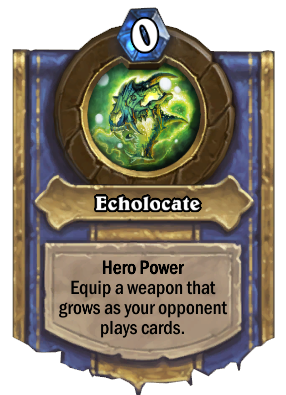 0
Echolocate
Hero Power
Equip a weapon that
grows as your opponent
plays cards.